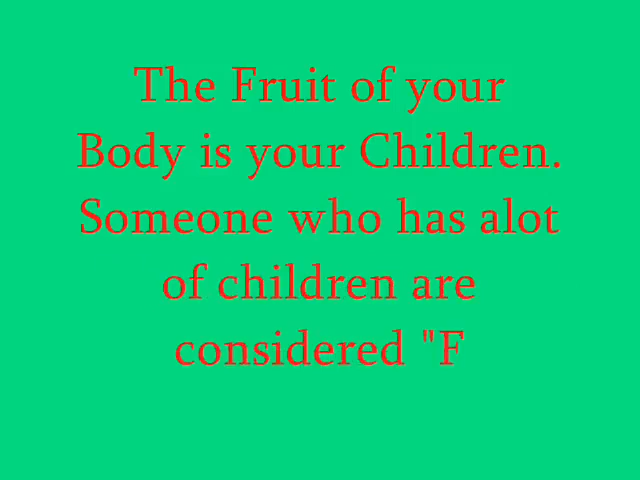 The Fruit of your
Body is your Children.
Someone who has alot
of children are
considered "F